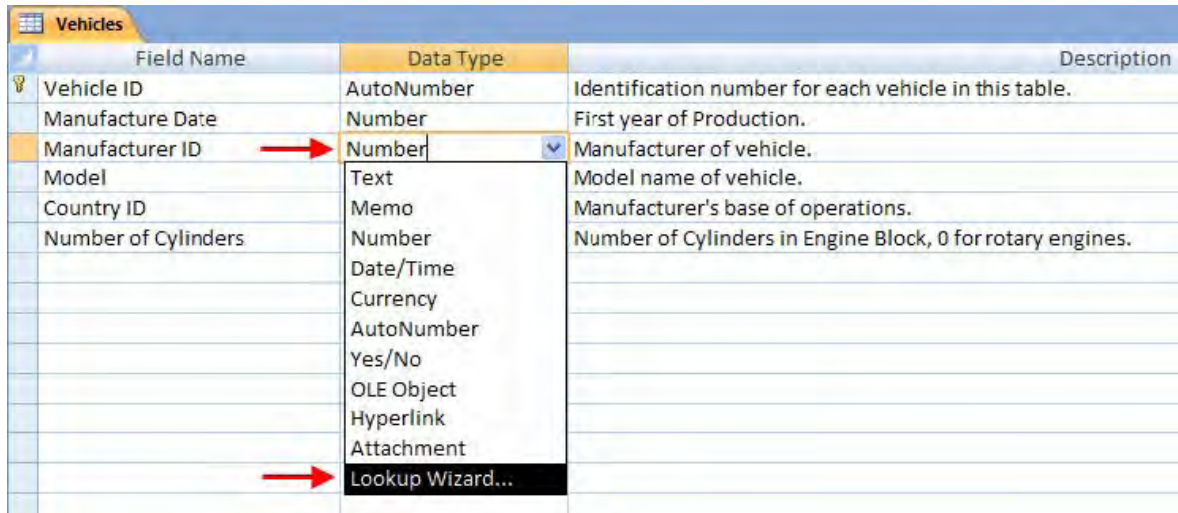 Vehicles
Field Name Data Type Description
Vehicle ID AutoNumber Identification number for each vehicle in this table.
Manufacture Date Number First year of Production.
Manufacturer ID Number Manufacturer of vehicle.
Model Text Model name of vehicle.
Country ID Memo Manufacturer's base of operations.
Number of Cylinders Number Number of Cylinders in Engine Block, 0 for rotary engines.
Date/Time
Currency
AutoNumber
Yes/No
OLE Object
Hyperlink
Attachment
Lookup Wizard...